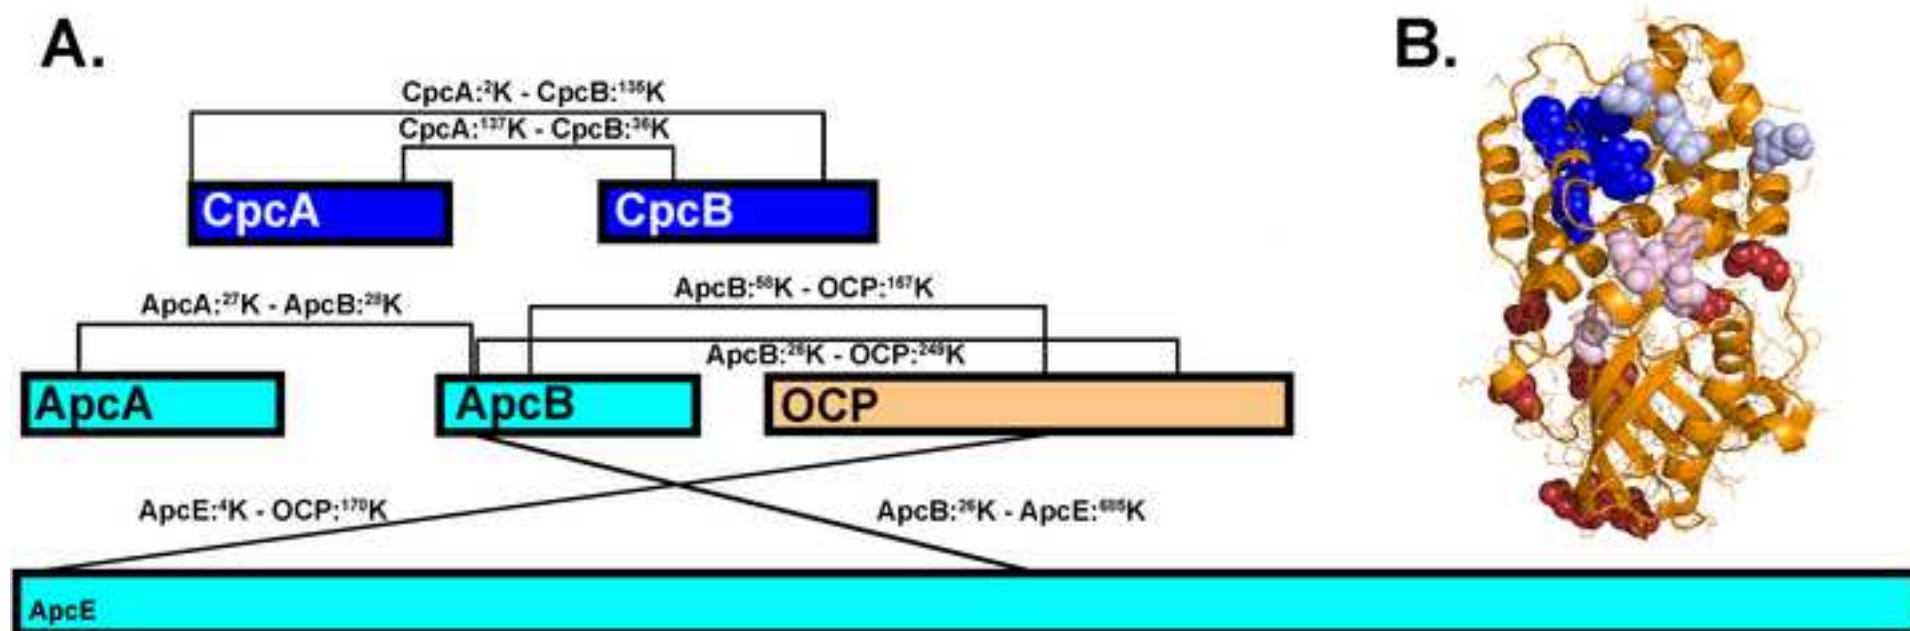 A.
B.
CpcA:²K - CpcB:¹³⁵K
CpcA:¹³⁷K - CpcB:³⁶K
CpcA
CpcB
ApcA:²⁷K - ApcB:²⁸K
ApcB:⁵⁸K - OCP:¹⁶⁷K
ApcB:²⁶K - OCP:²⁴⁹K
ApcA
ApcB
OCP
ApcE:⁴K - OCP:¹⁷⁰K
ApcB:²⁶K - ApcE:⁶⁸⁵K
ApcE